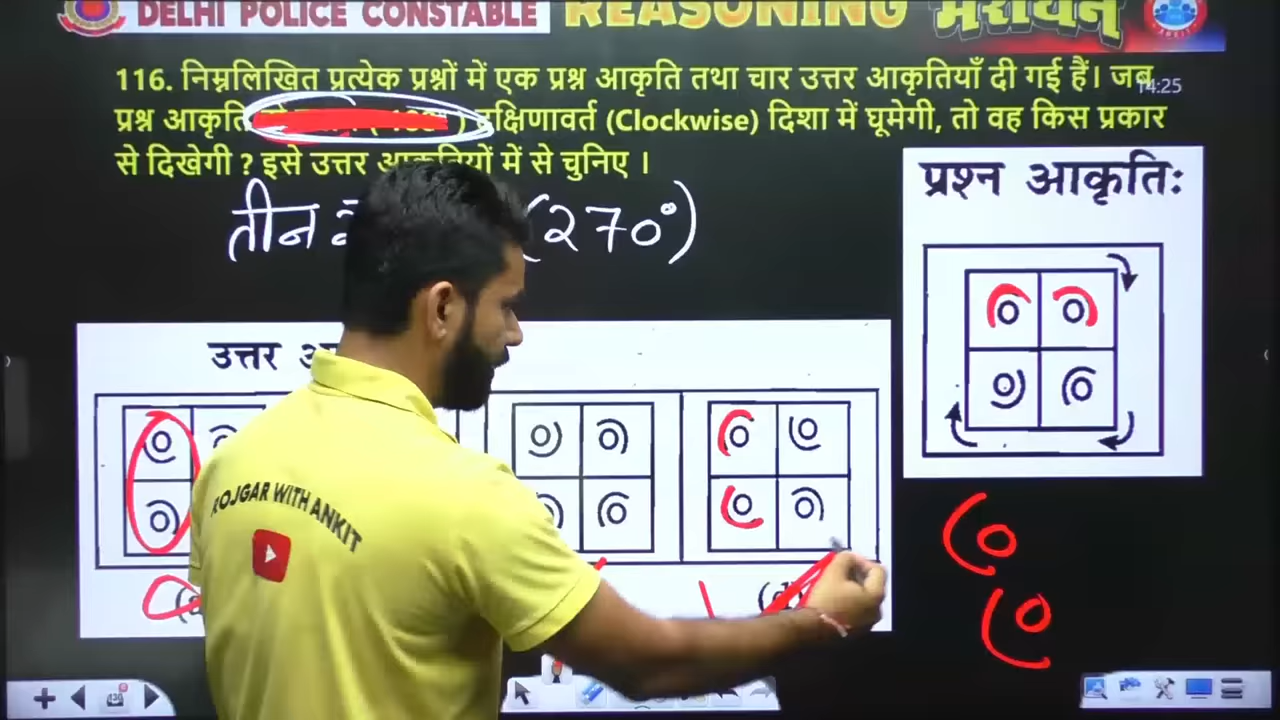 DELHI POLICE CONSTABLE REASONING मैराथन
116. निम्नलिखित प्रत्येक प्रश्नों में एक प्रश्न आकृति तथा चार उत्तर आकृतियाँ दी गई हैं। जब
14:25
प्रश्न आकृति दक्षिणावर्त (Clockwise) दिशा में घूमेगी, तो वह किस प्रकार
से दिखेगी ? इसे उत्तर आकृतियों में से चुनिए ।
प्रश्न आकृतिः
तीन (270°)
उत्तर
ROJGAR WITH ANKIT